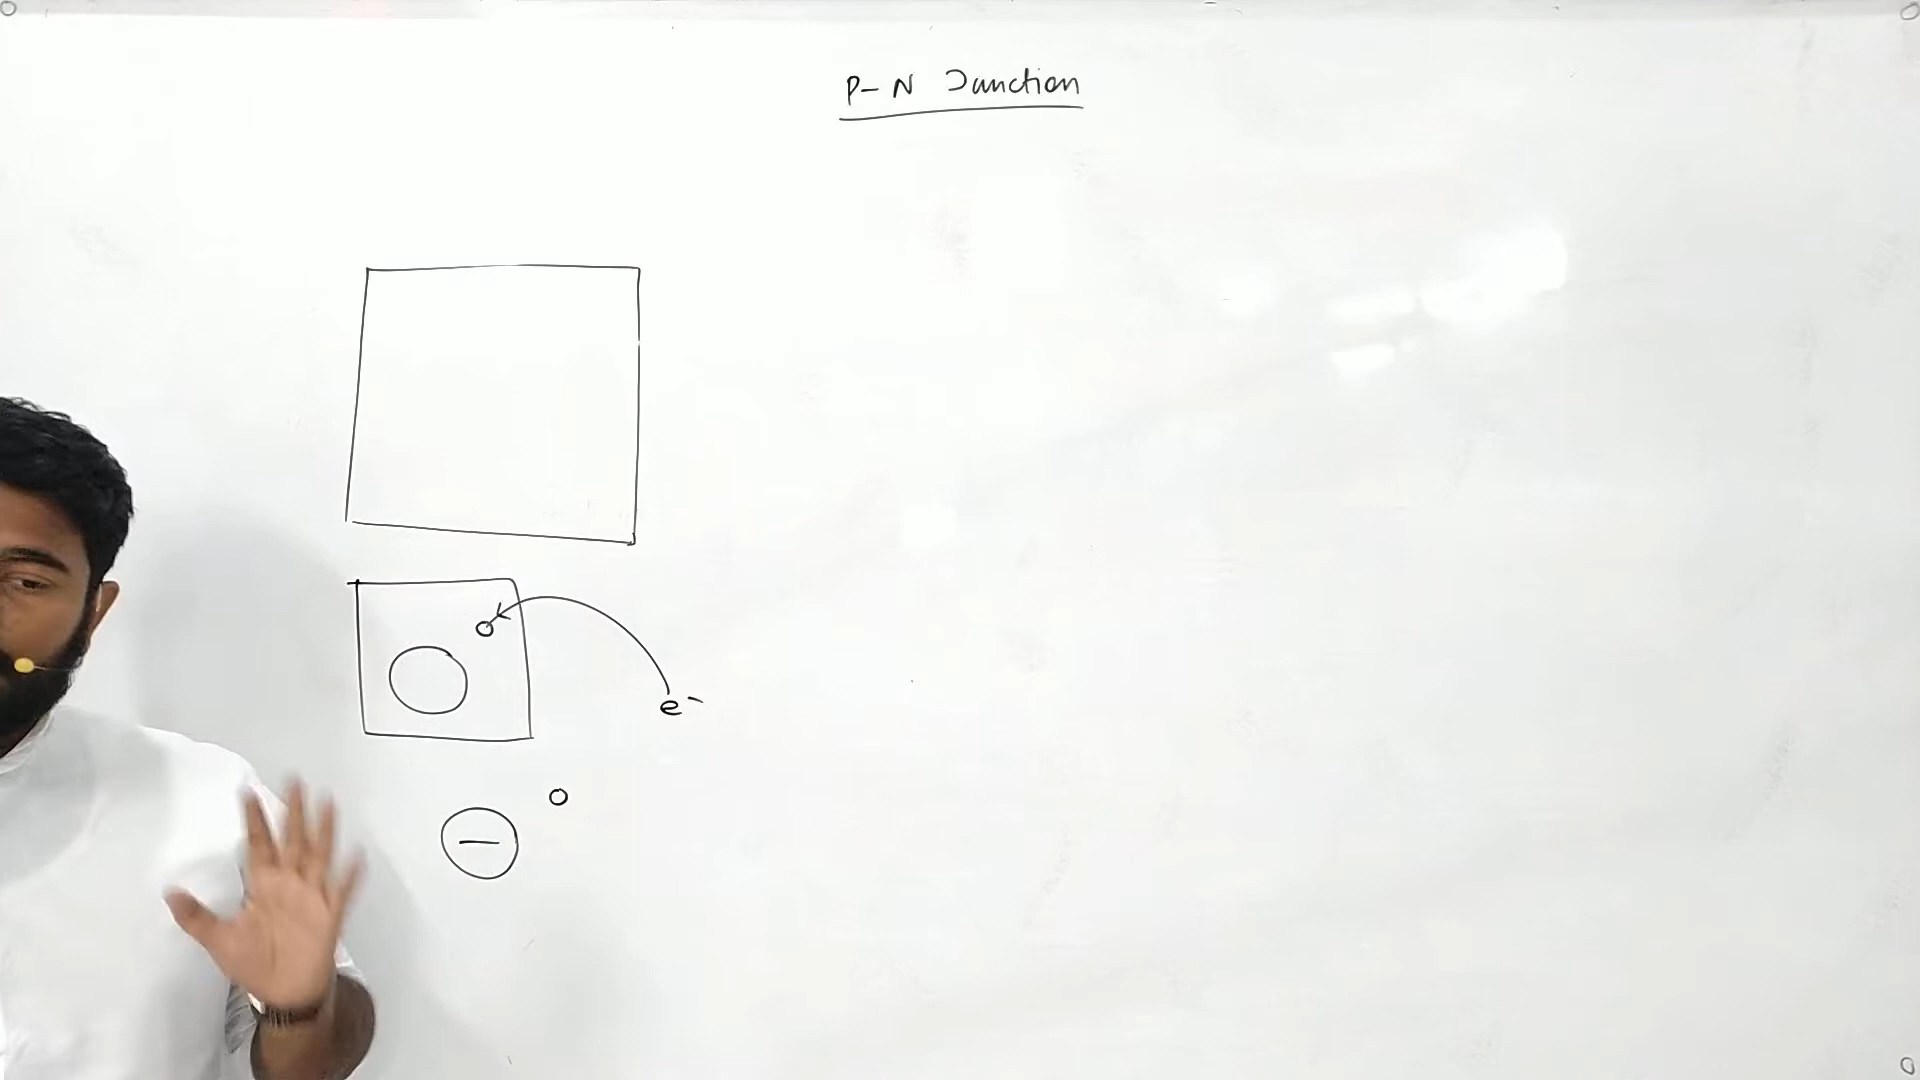 P-N Junction
e⁻
—